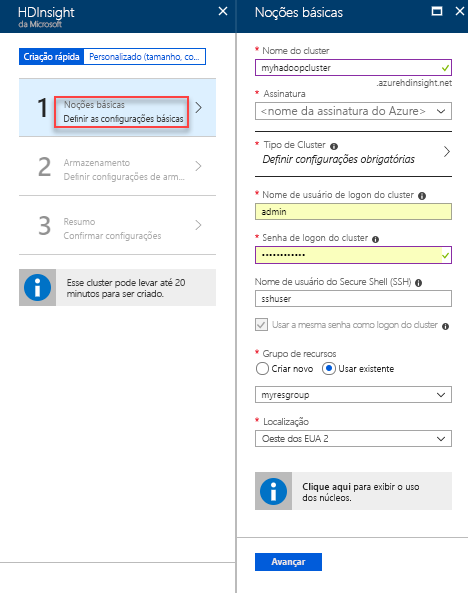 HDInsight
da Microsoft
Criação rápida
Personalizado (tamanho, co...
1
Noções básicas
Definir as configurações básicas
2
Armazenamento
Definir configurações de arm...
3
Resumo
Confirmar configurações
Esse cluster pode levar até 20
minutos para ser criado.
Noções básicas
* Nome do cluster
myhadoopcluster
.azurehdinsight.net
* Assinatura
<nome da assinatura do Azure>
* Tipo de Cluster
Definir configurações obrigatórias
* Nome de usuário de logon do cluster
admin
* Senha de logon do cluster
••••••••••••
Nome de usuário do Secure Shell (SSH)
sshuser
Usar a mesma senha como logon do cluster
* Grupo de recursos
Criar novo
Usar existente
myresgroup
* Localização
Oeste dos EUA 2
Clique aqui para exibir o uso
dos núcleos.
Avançar